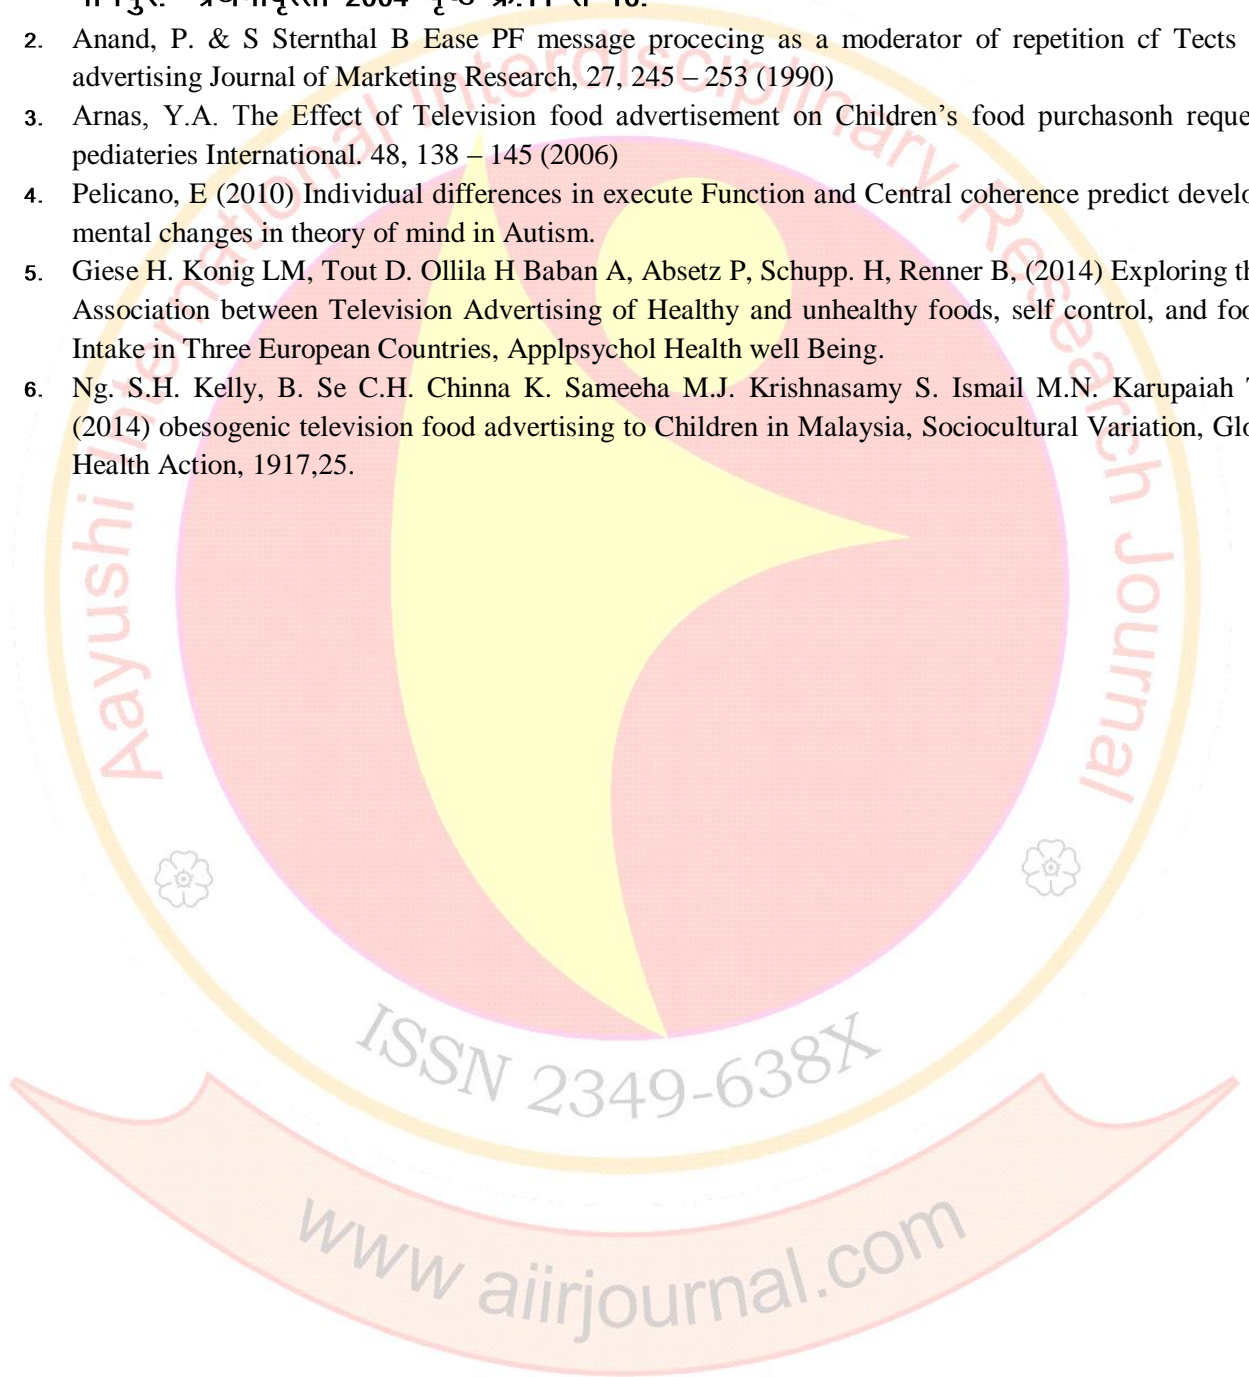 2004 पृष्ठ क्र.11 से 16.
2. Anand, P. & S Sternthal B Ease PF message procecing as a moderator of repetition cf Tects
advertising Journal of Marketing Research, 27, 245 – 253 (1990)
3. Arnas, Y.A. The Effect of Television food advertisement on Children’s food purchasonh reque
pediateries International. 48, 138 – 145 (2006)
4. Pelicano, E (2010) Individual differences in execute Function and Central coherence predict develo
mental changes in theory of mind in Autism.
5. Giese H. Konig LM, Tout D. Ollila H Baban A, Absetz P, Schupp. H, Renner B, (2014) Exploring th
Association between Television Advertising of Healthy and unhealthy foods, self control, and foo
Intake in Three European Countries, Applpsychol Health well Being.
6. Ng. S.H. Kelly, B. Se C.H. Chinna K. Sameeha M.J. Krishnasamy S. Ismail M.N. Karupaiah
(2014) obesogenic television food advertising to Children in Malaysia, Sociocultural Variation, Glo
Health Action, 1917,25.
Aayushi International Interdisciplinary Research Journal
ISSN 2349-638X
www aiirjournal.com